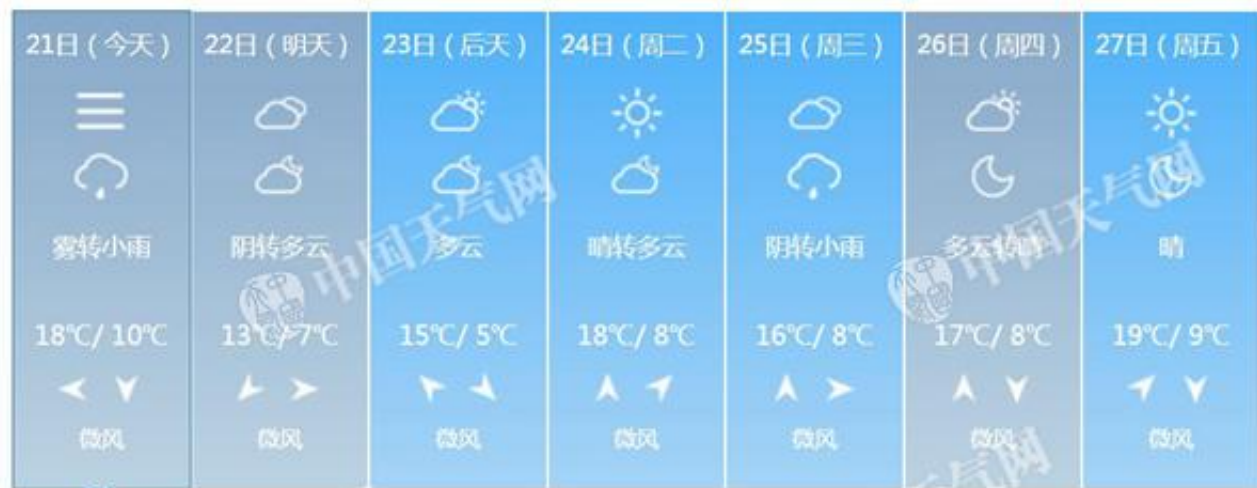 21日（今天） 22日（明天） 23日（后天） 24日（周二） 25日（周三） 26日（周四） 27日（周五）
雾转小雨 阴转多云 多云 晴转多云 阴转小雨 多云转晴 晴
18℃/ 10℃ 13℃/ 7℃ 15℃/ 5℃ 18℃/ 8℃ 16℃/ 8℃ 17℃/ 8℃ 19℃/ 9℃
微风 微风 微风 微风 微风 微风 微风
中国天气网
中国天气网
天气网